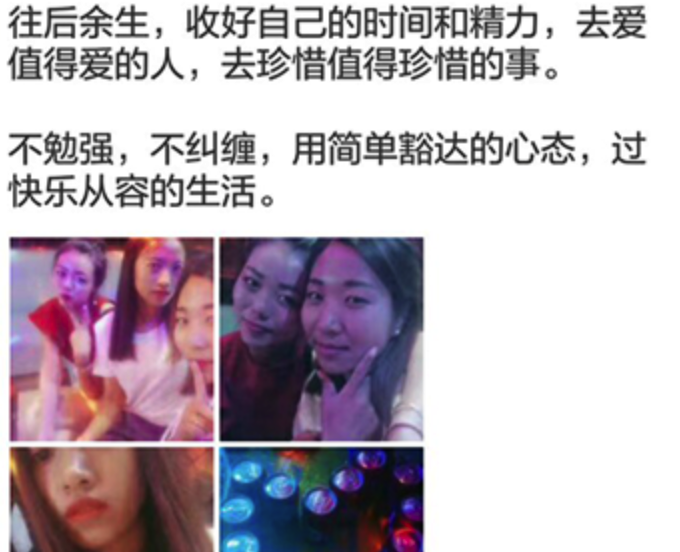 往后余生，收好自己的时间和精力，去爱
值得爱的人，去珍惜值得珍惜的事。
不勉强，不纠缠，用简单豁达的心态，过
快乐从容的生活。